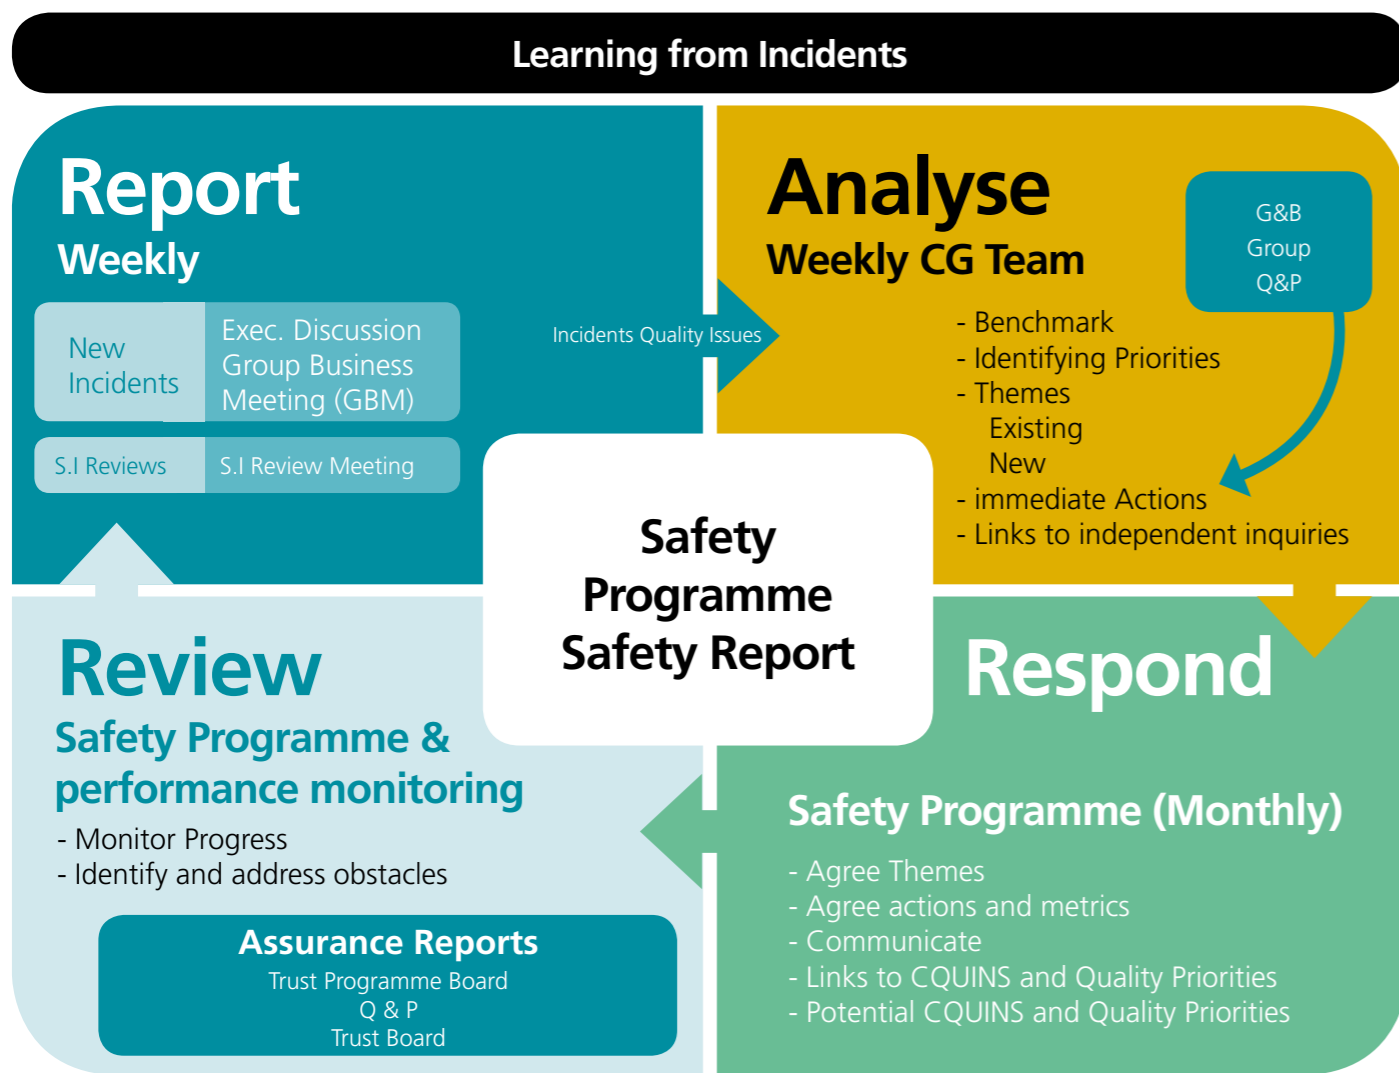 Learning from Incidents
Report
Weekly
New
Incidents
Exec. Discussion
Group Business
Meeting (GBM)
S.I Reviews
S.I Review Meeting
Incidents Quality Issues
Analyse
Weekly CG Team
G&B
Group
Q&P
- Benchmark
- Identifying Priorities
- Themes
Existing
New
- immediate Actions
- Links to independent inquiries
Safety
Programme
Safety Report
Review
Safety Programme &
performance monitoring
- Monitor Progress
- Identify and address obstacles
Assurance Reports
Trust Programme Board
Q & P
Trust Board
Respond
Safety Programme (Monthly)
- Agree Themes
- Agree actions and metrics
- Communicate
- Links to CQUINS and Quality Priorities
- Potential CQUINS and Quality Priorities